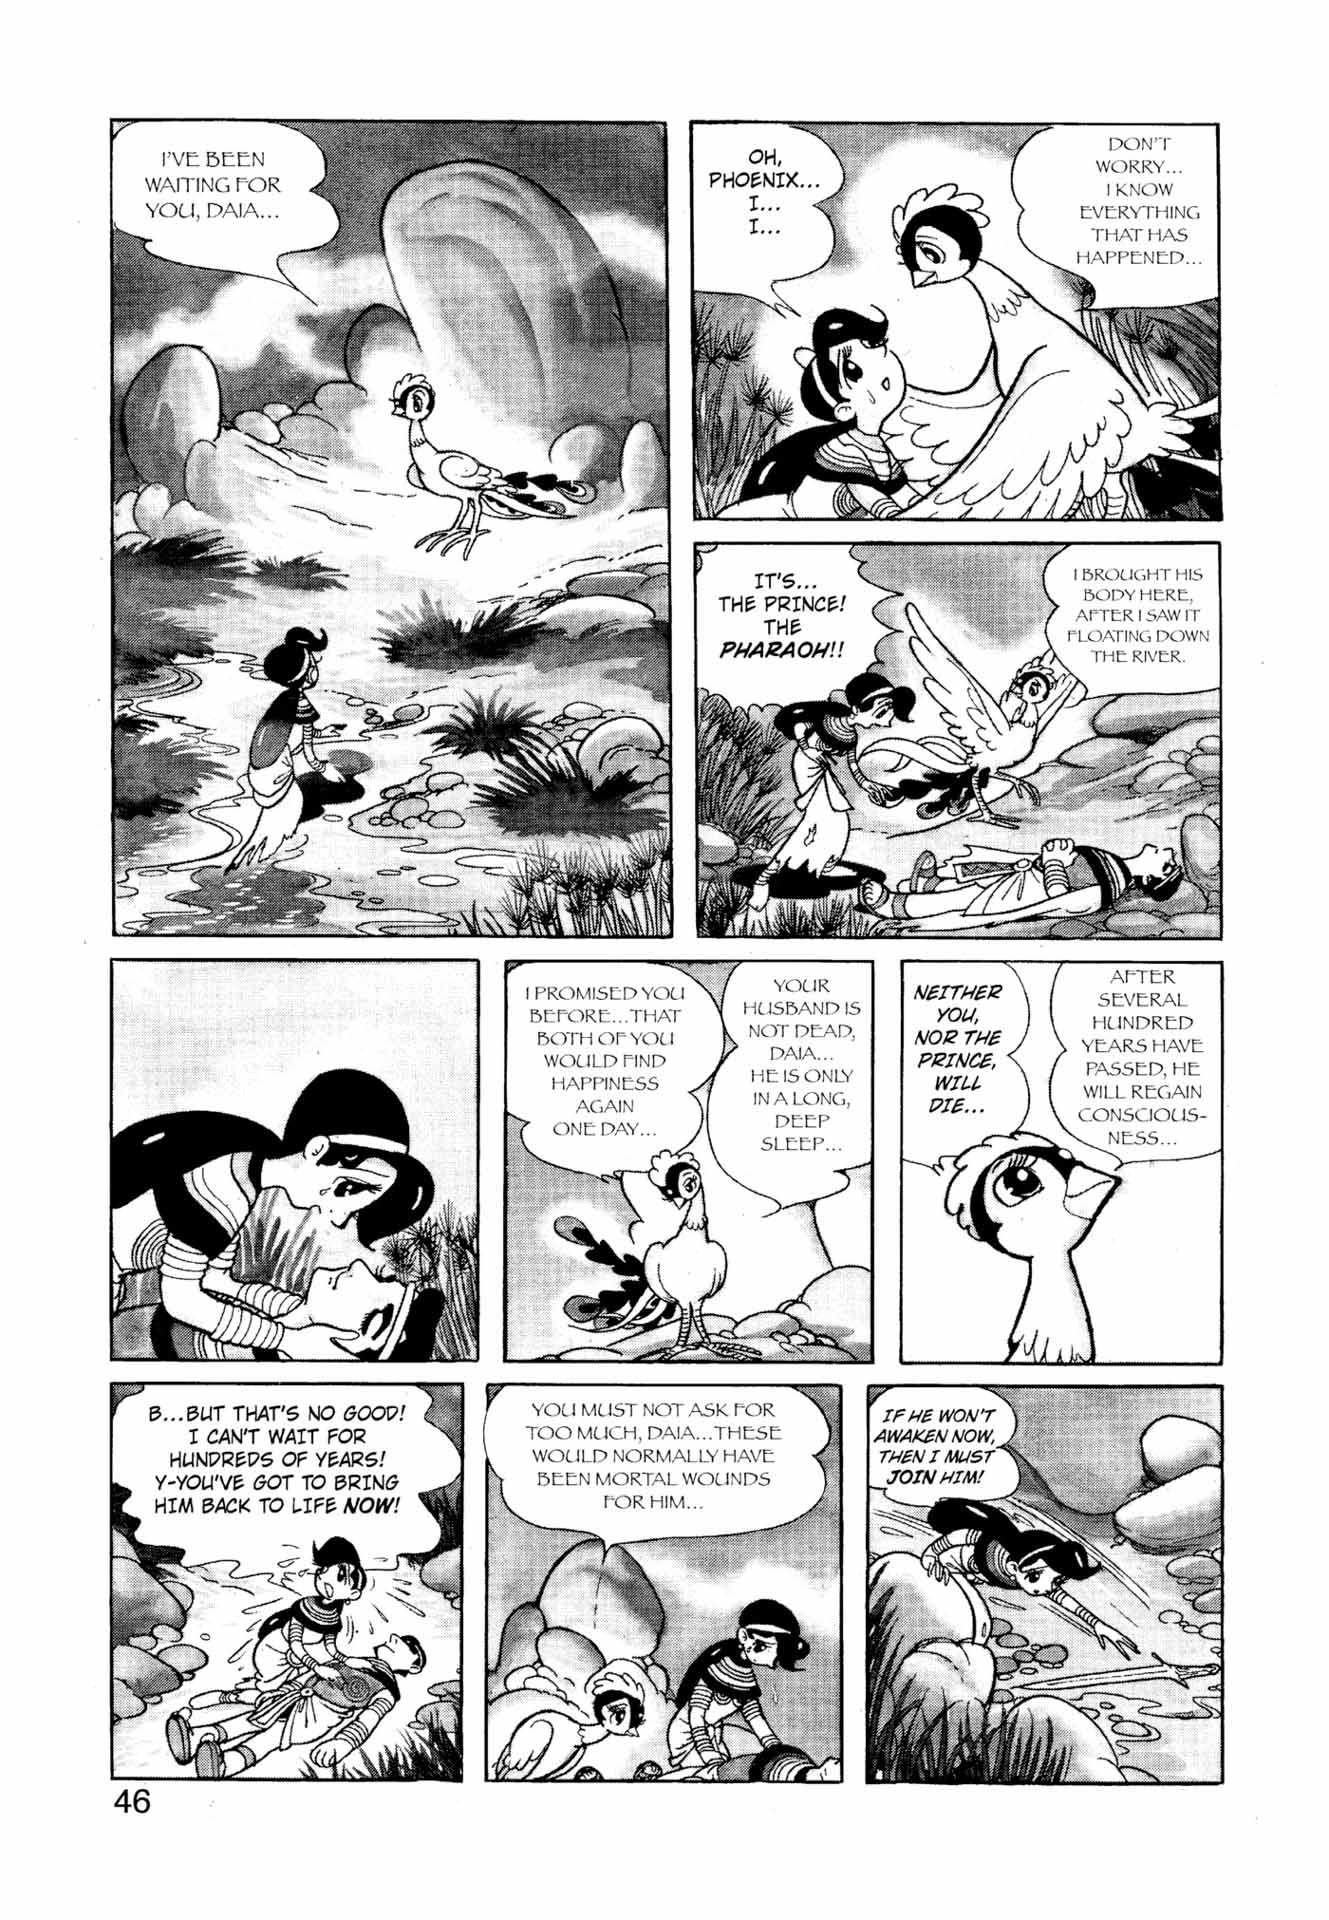 I'VE BEEN
WAITING FOR
YOU, DAIA...
OH,
PHOENIX...
I...
I...
DON'T
WORRY...
I KNOW
EVERYTHING
THAT HAS
HAPPENED...
IT'S...
THE PRINCE!
THE
PHARAOH!!
I BROUGHT HIS
BODY HERE,
AFTER I SAW IT
FLOATING DOWN
THE RIVER.
I PROMISED YOU
BEFORE...THAT
BOTH OF YOU
WOULD FIND
HAPPINESS
AGAIN
ONE DAY...
YOUR
HUSBAND IS
NOT DEAD,
DAIA...
HE IS ONLY
IN A LONG,
DEEP
SLEEP...
NEITHER
YOU,
NOR THE
PRINCE,
WILL
DIE...
AFTER
SEVERAL
HUNDRED
YEARS HAVE
PASSED, HE
WILL REGAIN
CONSCIOUS-
NESS...
B...BUT THAT'S NO GOOD!
I CAN'T WAIT FOR
HUNDREDS OF YEARS!
Y-YOU'VE GOT TO BRING
HIM BACK TO LIFE NOW!
YOU MUST NOT ASK FOR
TOO MUCH, DAIA...THESE
WOULD NORMALLY HAVE
BEEN MORTAL WOUNDS
FOR HIM...
IF HE WON'T
AWAKEN NOW,
THEN I MUST
JOIN HIM!
46